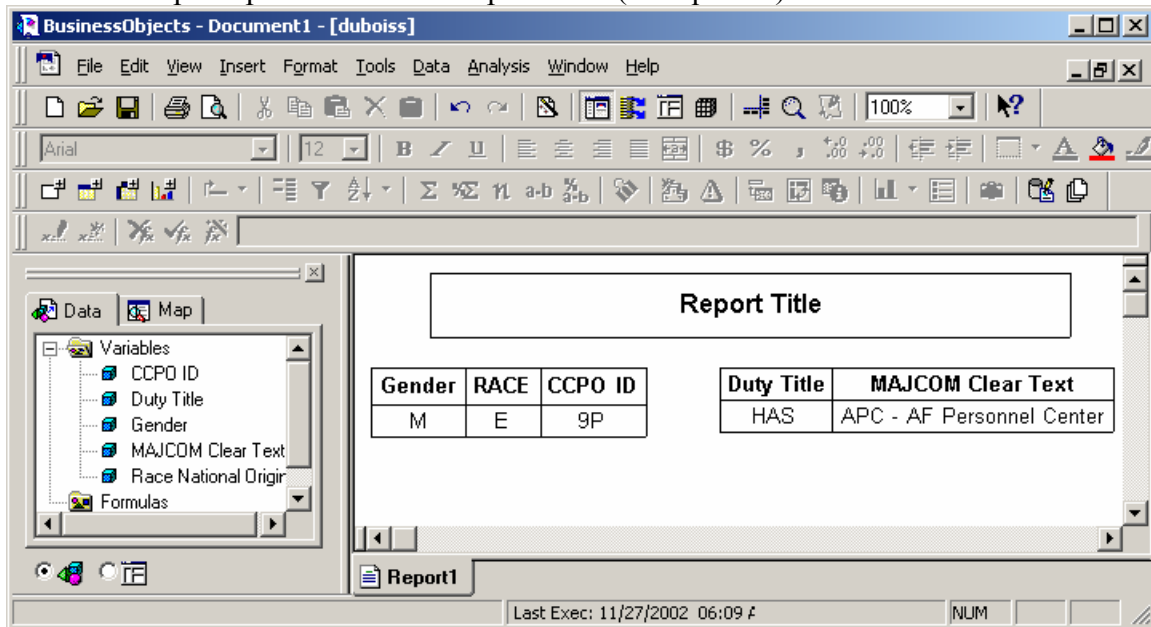 BusinessObjects - Document1 - [duboiss]
File Edit View Insert Format Tools Data Analysis Window Help
100%
Arial 12 B I U $ % ,
Data Map
Report Title
Variables
CCPO ID
Duty Title
Gender
MAJCOM Clear Text
Race National Origin
Formulas
Gender RACE CCPO ID
M E 9P
Duty Title MAJCOM Clear Text
HAS APC - AF Personnel Center
Report1
Last Exec: 11/27/2002 06:09 NUM